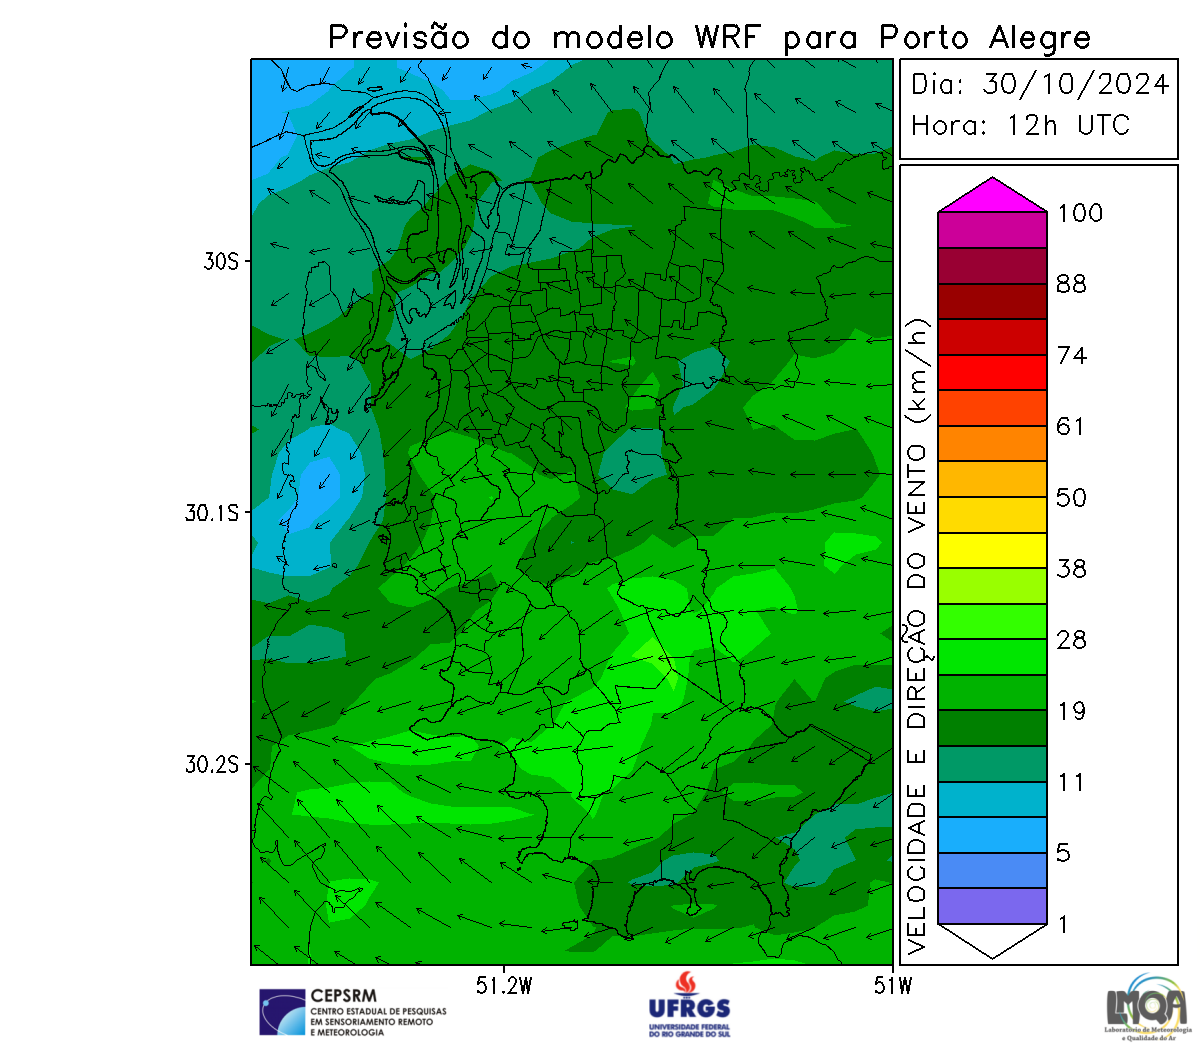 Previsão do modelo WRF para Porto Alegre
Dia: 30/10/2024
Hora: 12h UTC
100
88
74
61
50
38
28
19
11
5
1
VELOCIDADE E DIREÇÃO DO VENTO (km/h)
30S
30.1S
30.2S
51.2W
51W
CEPSRM
CENTRO ESTADUAL DE PESQUISAS
EM SENSORIAMENTO REMOTO
E METEOROLOGIA
UFRGS
UNIVERSIDADE FEDERAL
DO RIO GRANDE DO SUL
LMQA
Laboratório de Meteorologia
e Qualidade do Ar